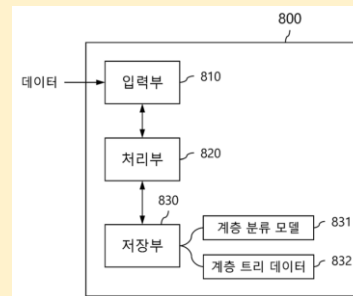 800
데이터
입력부
810
처리부
820
830
저장부
계층 분류 모델
831
계층 트리 데이터
832